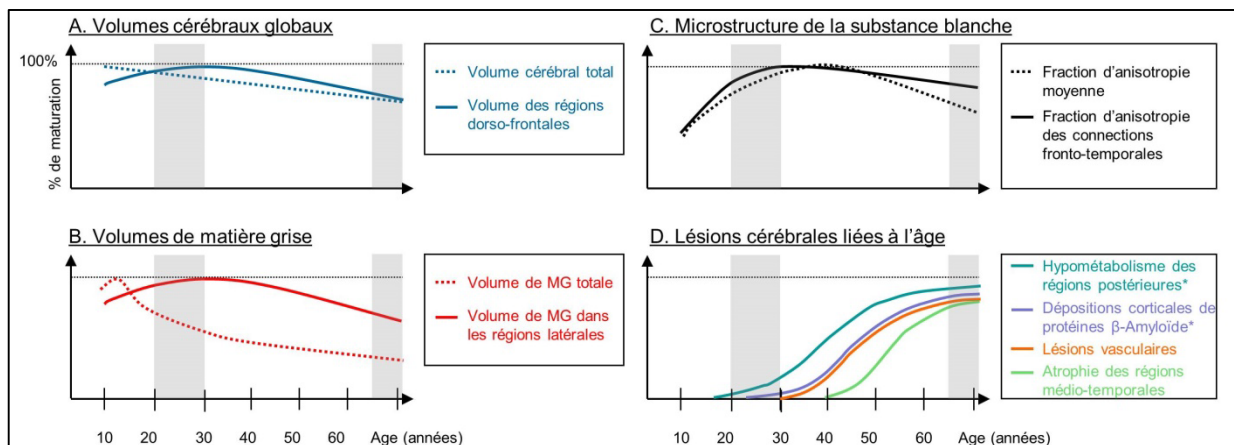 A. Volumes cérébraux globaux
100%
% de maturation
Volume cérébral total
Volume des régions
dorso-frontales
C. Microstructure de la substance blanche
Fraction d'anisotropie
moyenne
Fraction d'anisotropie
des connections
fronto-temporales
B. Volumes de matière grise
Volume de MG totale
Volume de MG dans
les régions latérales
10 20 30 40 50 60 Age (années)
D. Lésions cérébrales liées à l'âge
Hypométabolisme des
régions postérieures*
Dépositions corticales de
protéines β-Amyloïde*
Lésions vasculaires
Atrophie des régions
médio-temporales
10 20 30 40 50 60 Age (années)